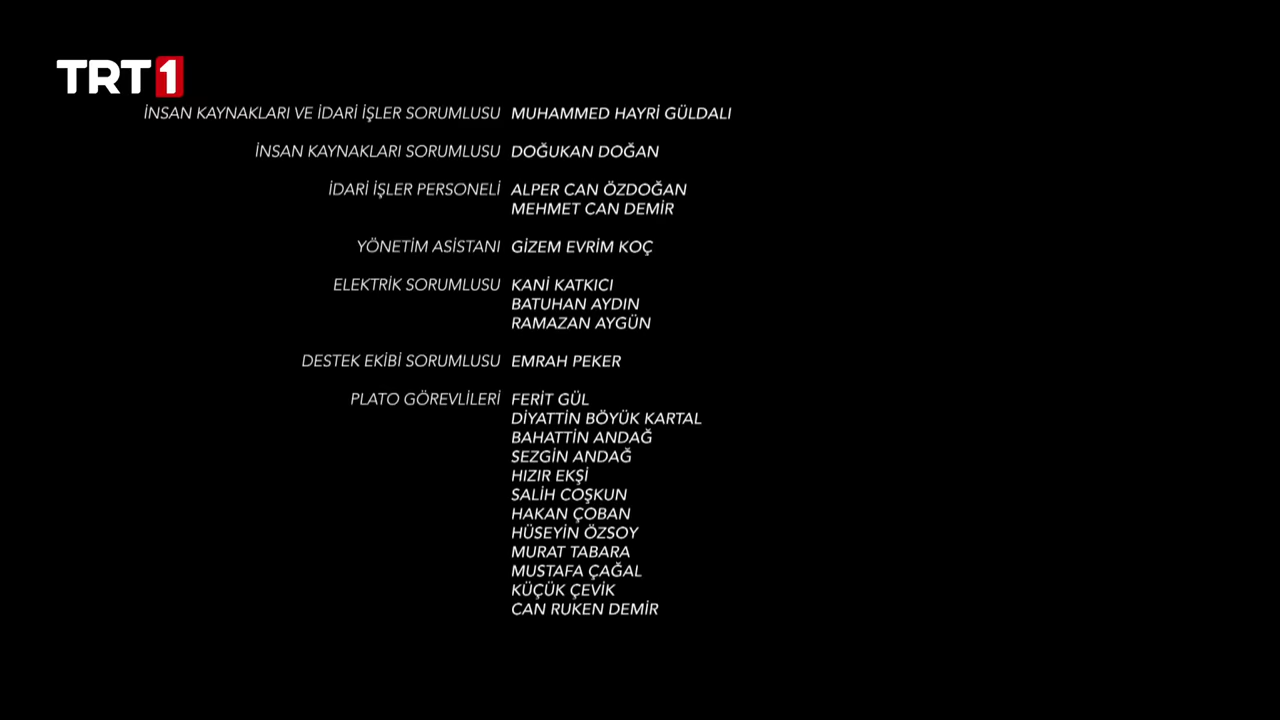 TRT 1
İNSAN KAYNAKLARI VE İDARİ İŞLER SORUMLUSU MUHAMMED HAYRİ GÜLDALI
İNSAN KAYNAKLARI SORUMLUSU DOĞUKAN DOĞAN
İDARİ İŞLER PERSONELİ ALPER CAN ÖZDOĞAN
MEHMET CAN DEMİR
YÖNETİM ASİSTANI GİZEM EVRİM KOÇ
ELEKTRİK SORUMLUSU KANİ KATKICI
BATUHAN AYDIN
RAMAZAN AYGÜN
DESTEK EKİBİ SORUMLUSU EMRAH PEKER
PLATO GÖREVLİLERİ FERİT GÜL
DİYATTİN BÖYÜK KARTAL
BAHATTİN ANDAĞ
SEZGİN ANDAĞ
HIZIR EKŞİ
SALİH COŞKUN
HAKAN ÇOBAN
HÜSEYİN ÖZSOY
MURAT TABARA
MUSTAFA ÇAĞAL
KÜÇÜK ÇEVİK
CAN RUKEN DEMİR